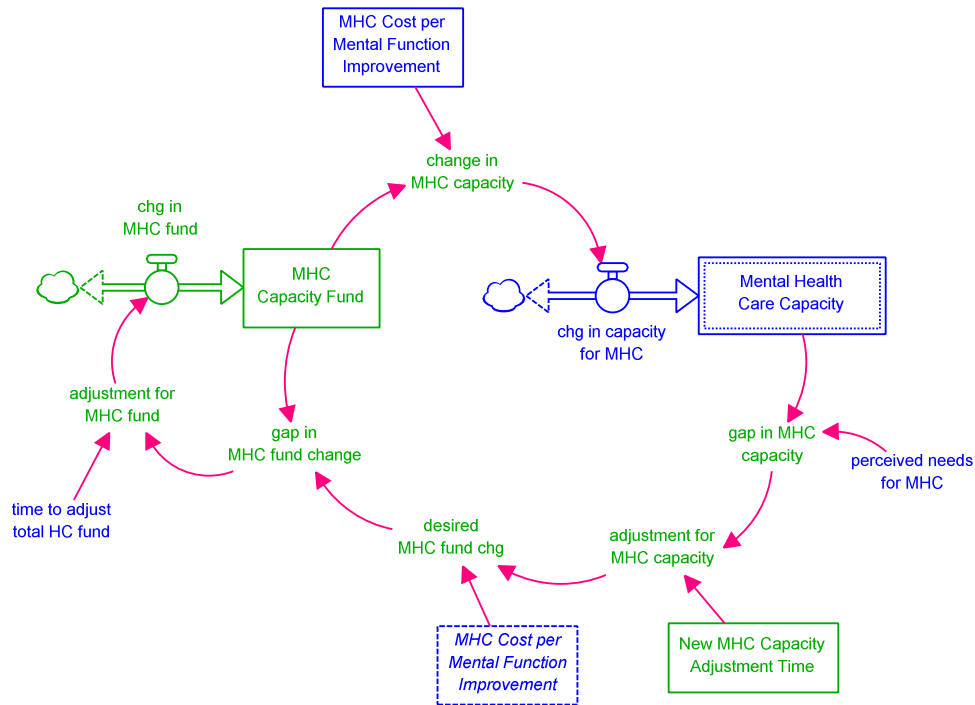 MHC Cost per
Mental Function
Improvement
change in
MHC capacity
chg in
MHC fund
MHC
Capacity Fund
Mental Health
Care Capacity
chg in capacity
for MHC
adjustment for
MHC fund
gap in
MHC fund change
gap in MHC
capacity
perceived needs
for MHC
time to adjust
total HC fund
desired
MHC fund chg
adjustment for
MHC capacity
MHC Cost per
Mental Function
Improvement
New MHC Capacity
Adjustment Time